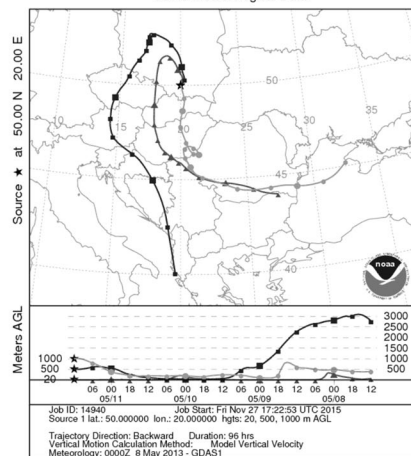 Source ★ at 50.00 N 20.00 E
10
15
20
25
30
35
50
45
40
noaa
Meters AGL
1000
500
20
3000
2500
2000
1500
1000
500
06 00 18 12 06 00 18 12 06 00 18 12 06 00 18 12
05/11 05/10 05/09 05/08
Job ID: 14940 Job Start: Fri Nov 27 17:22:53 UTC 2015
Source 1 lat.: 50.000000 lon.: 20.000000 hgts: 20, 500, 1000 m AGL
Trajectory Direction: Backward Duration: 96 hrs
Vertical Motion Calculation Method: Model Vertical Velocity
Meteorology: 0000Z 8 May 2013 - GDAS1